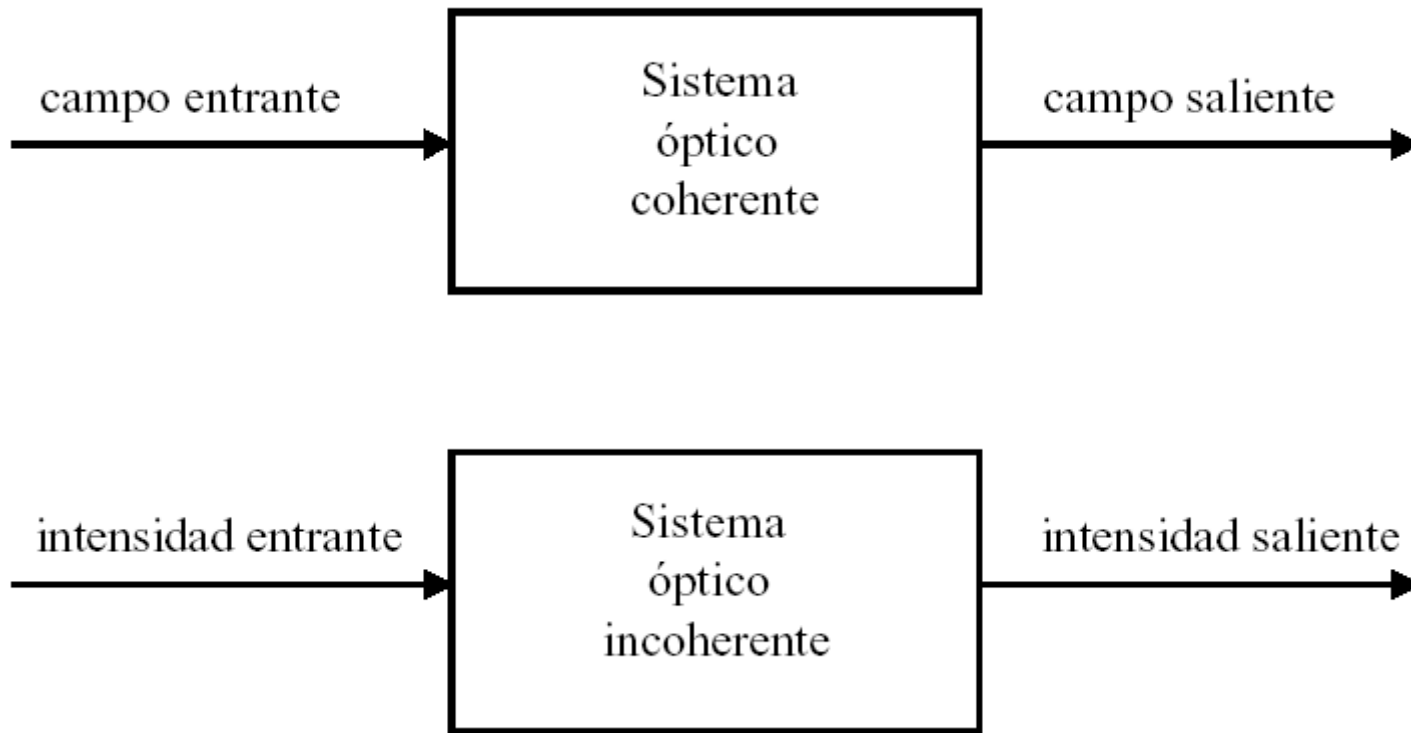 campo entrante
Sistema
óptico
coherente
campo saliente
intensidad entrante
Sistema
óptico
incoherente
intensidad saliente